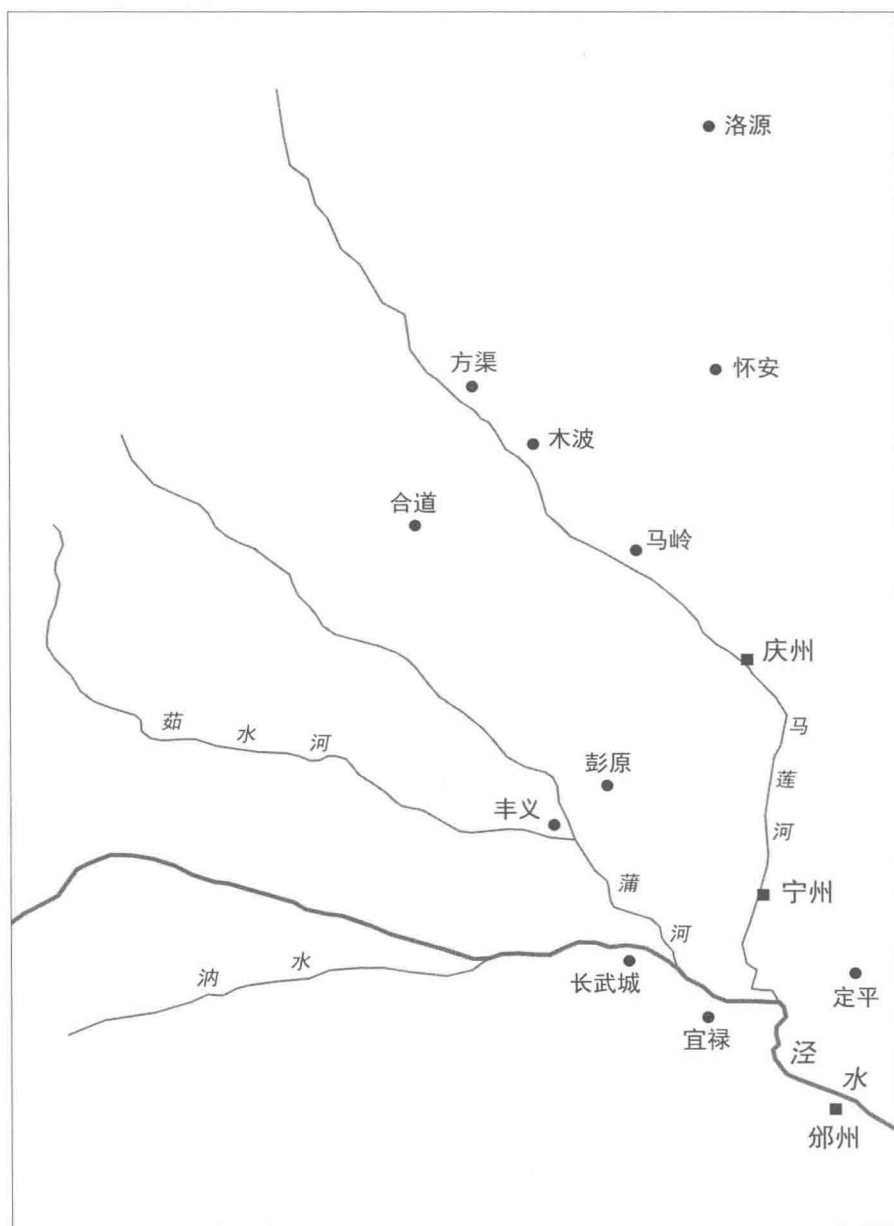 洛源
怀安
方渠
木波
合道
马岭
庆州
马莲河
茹水河
彭原
丰义
宁州
蒲河
汭水
长武城
定平
宜禄
泾水
邠州